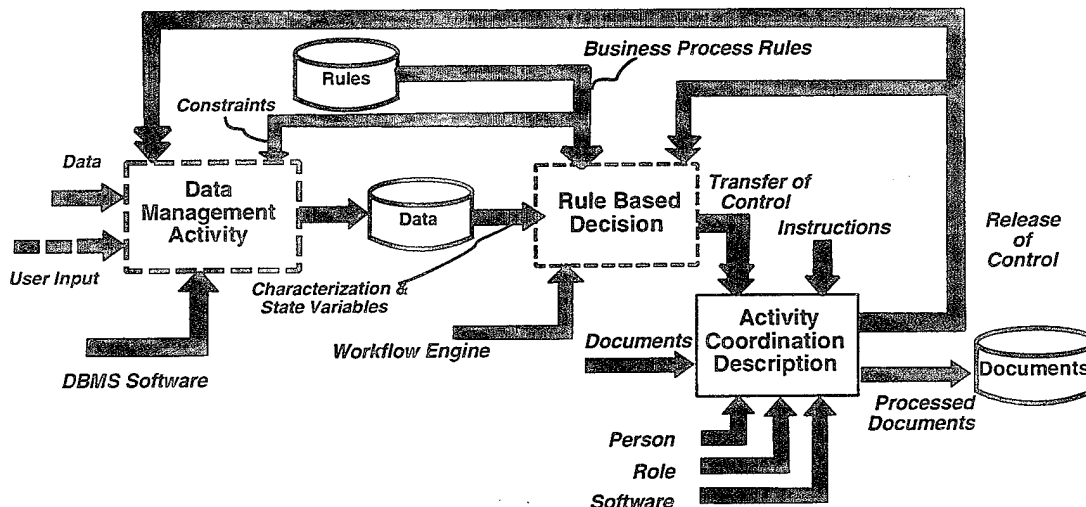 Business Process Rules
Rules
Constraints
Data
Data
Management
Activity
Data
Rule Based
Decision
Transfer of
Control
Instructions
Release
of
Control
User Input
Characterization &
State Variables
DBMS Software
Workflow Engine
Documents
Activity
Coordination
Description
Documents
Processed
Documents
Person
Role
Software